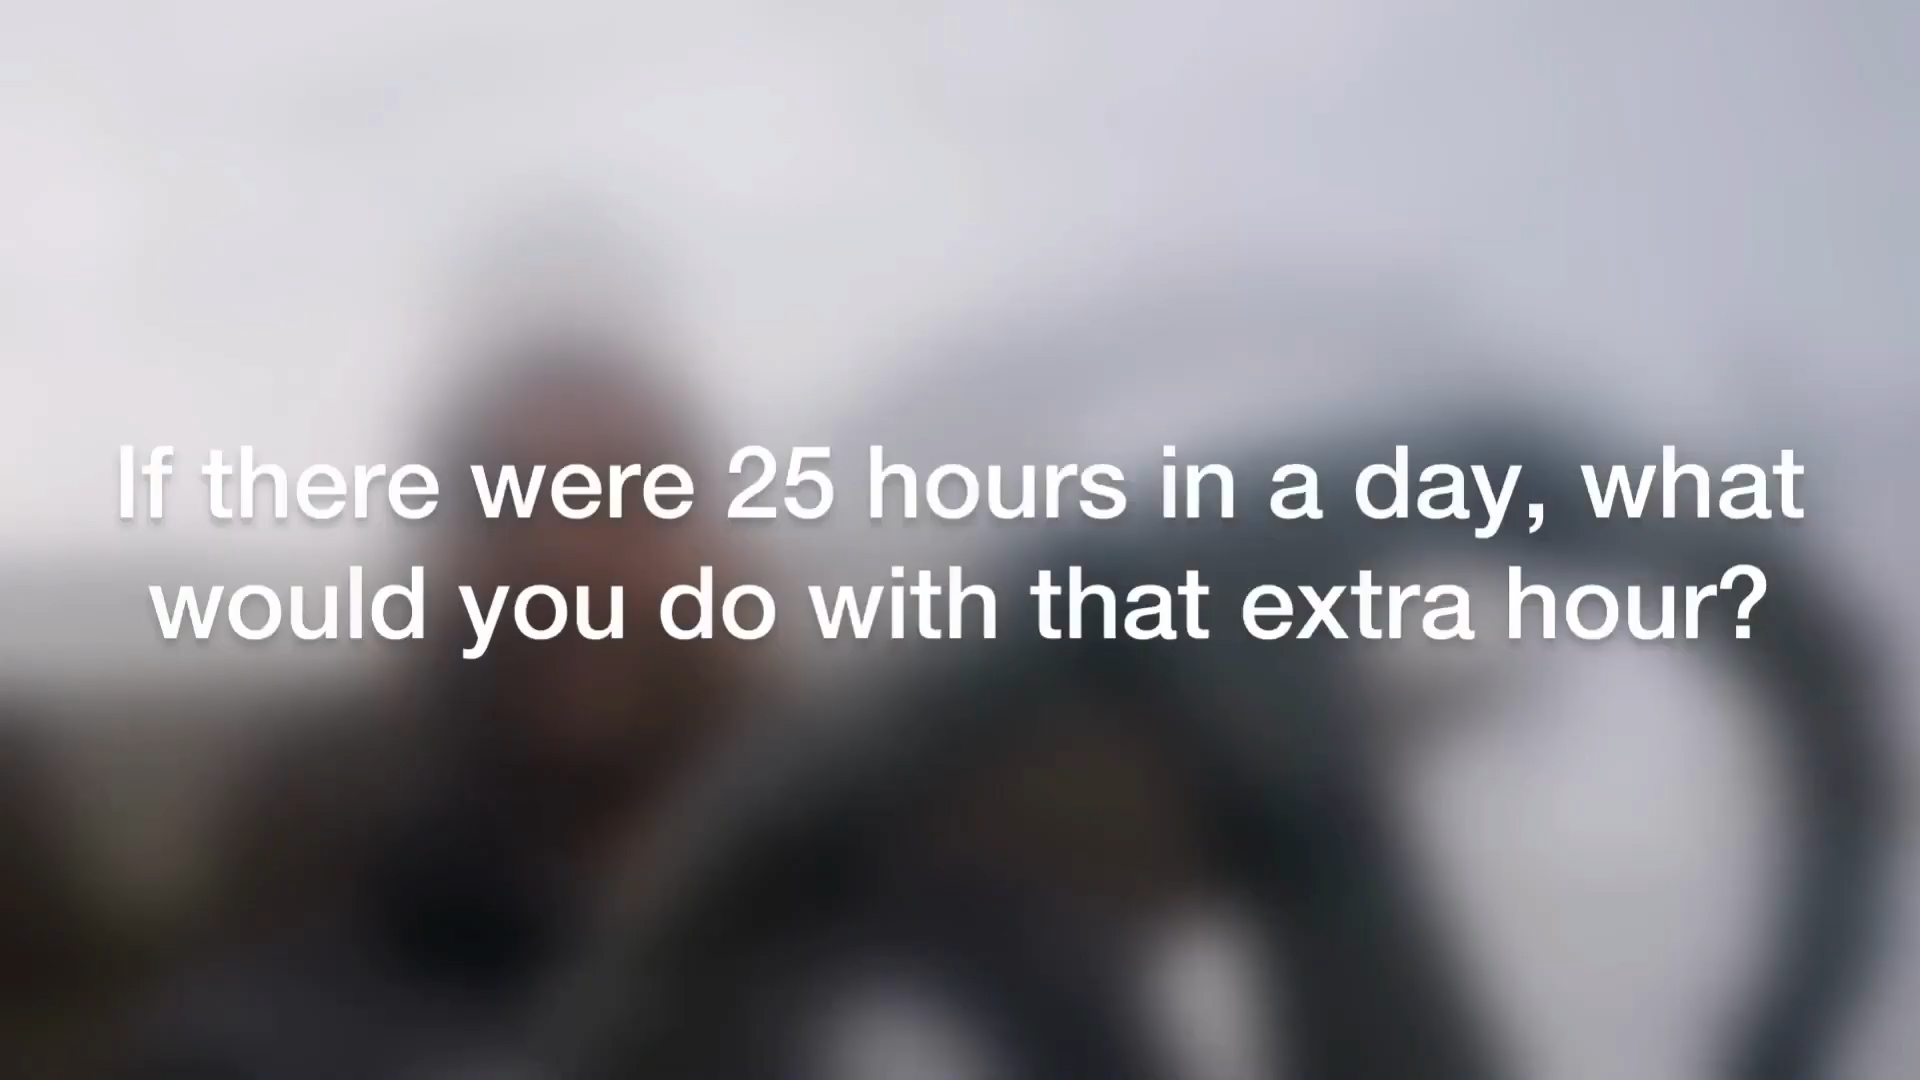 If there were 25 hours in a day, what
would you do with that extra hour?